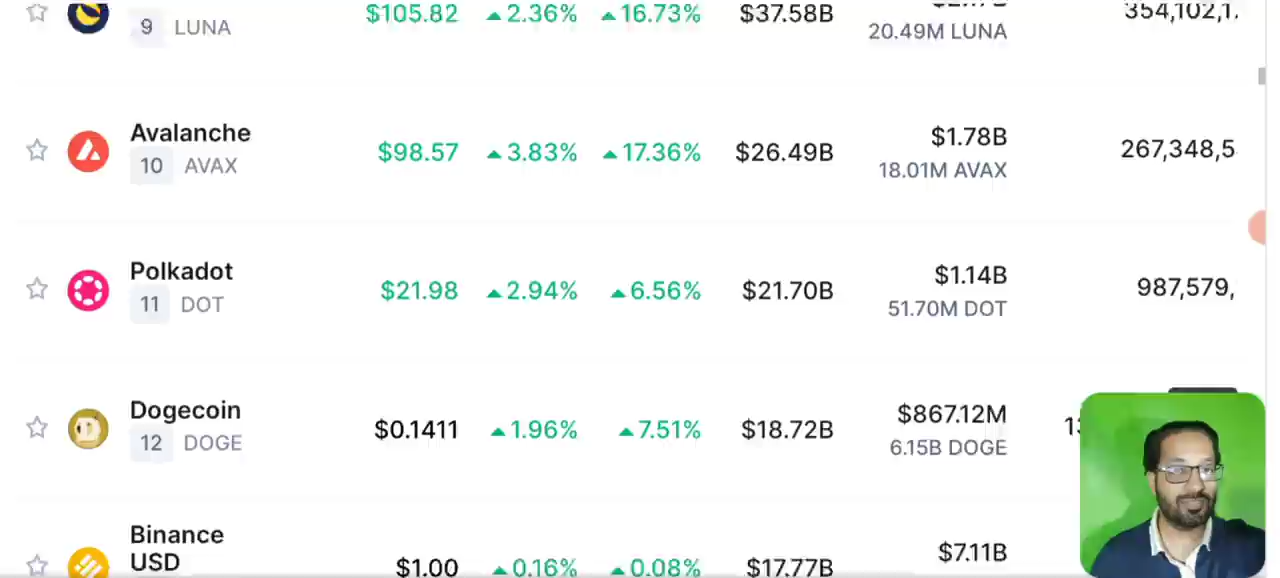 $105.82 2.36% 16.73% $37.58B
9 LUNA 20.49M LUNA
Avalanche
10 AVAX
$98.57 3.83% 17.36% $26.49B
$1.78B
18.01M AVAX
267,348,5
Polkadot
11 DOT
$21.98 2.94% 6.56% $21.70B
$1.14B
51.70M DOT
987,579,
Dogecoin
12 DOGE
$0.1411 1.96% 7.51% $18.72B
$867.12M
6.15B DOGE
Binance
USD
$1.00 0.16% 0.08% $17.77B
$7.11B